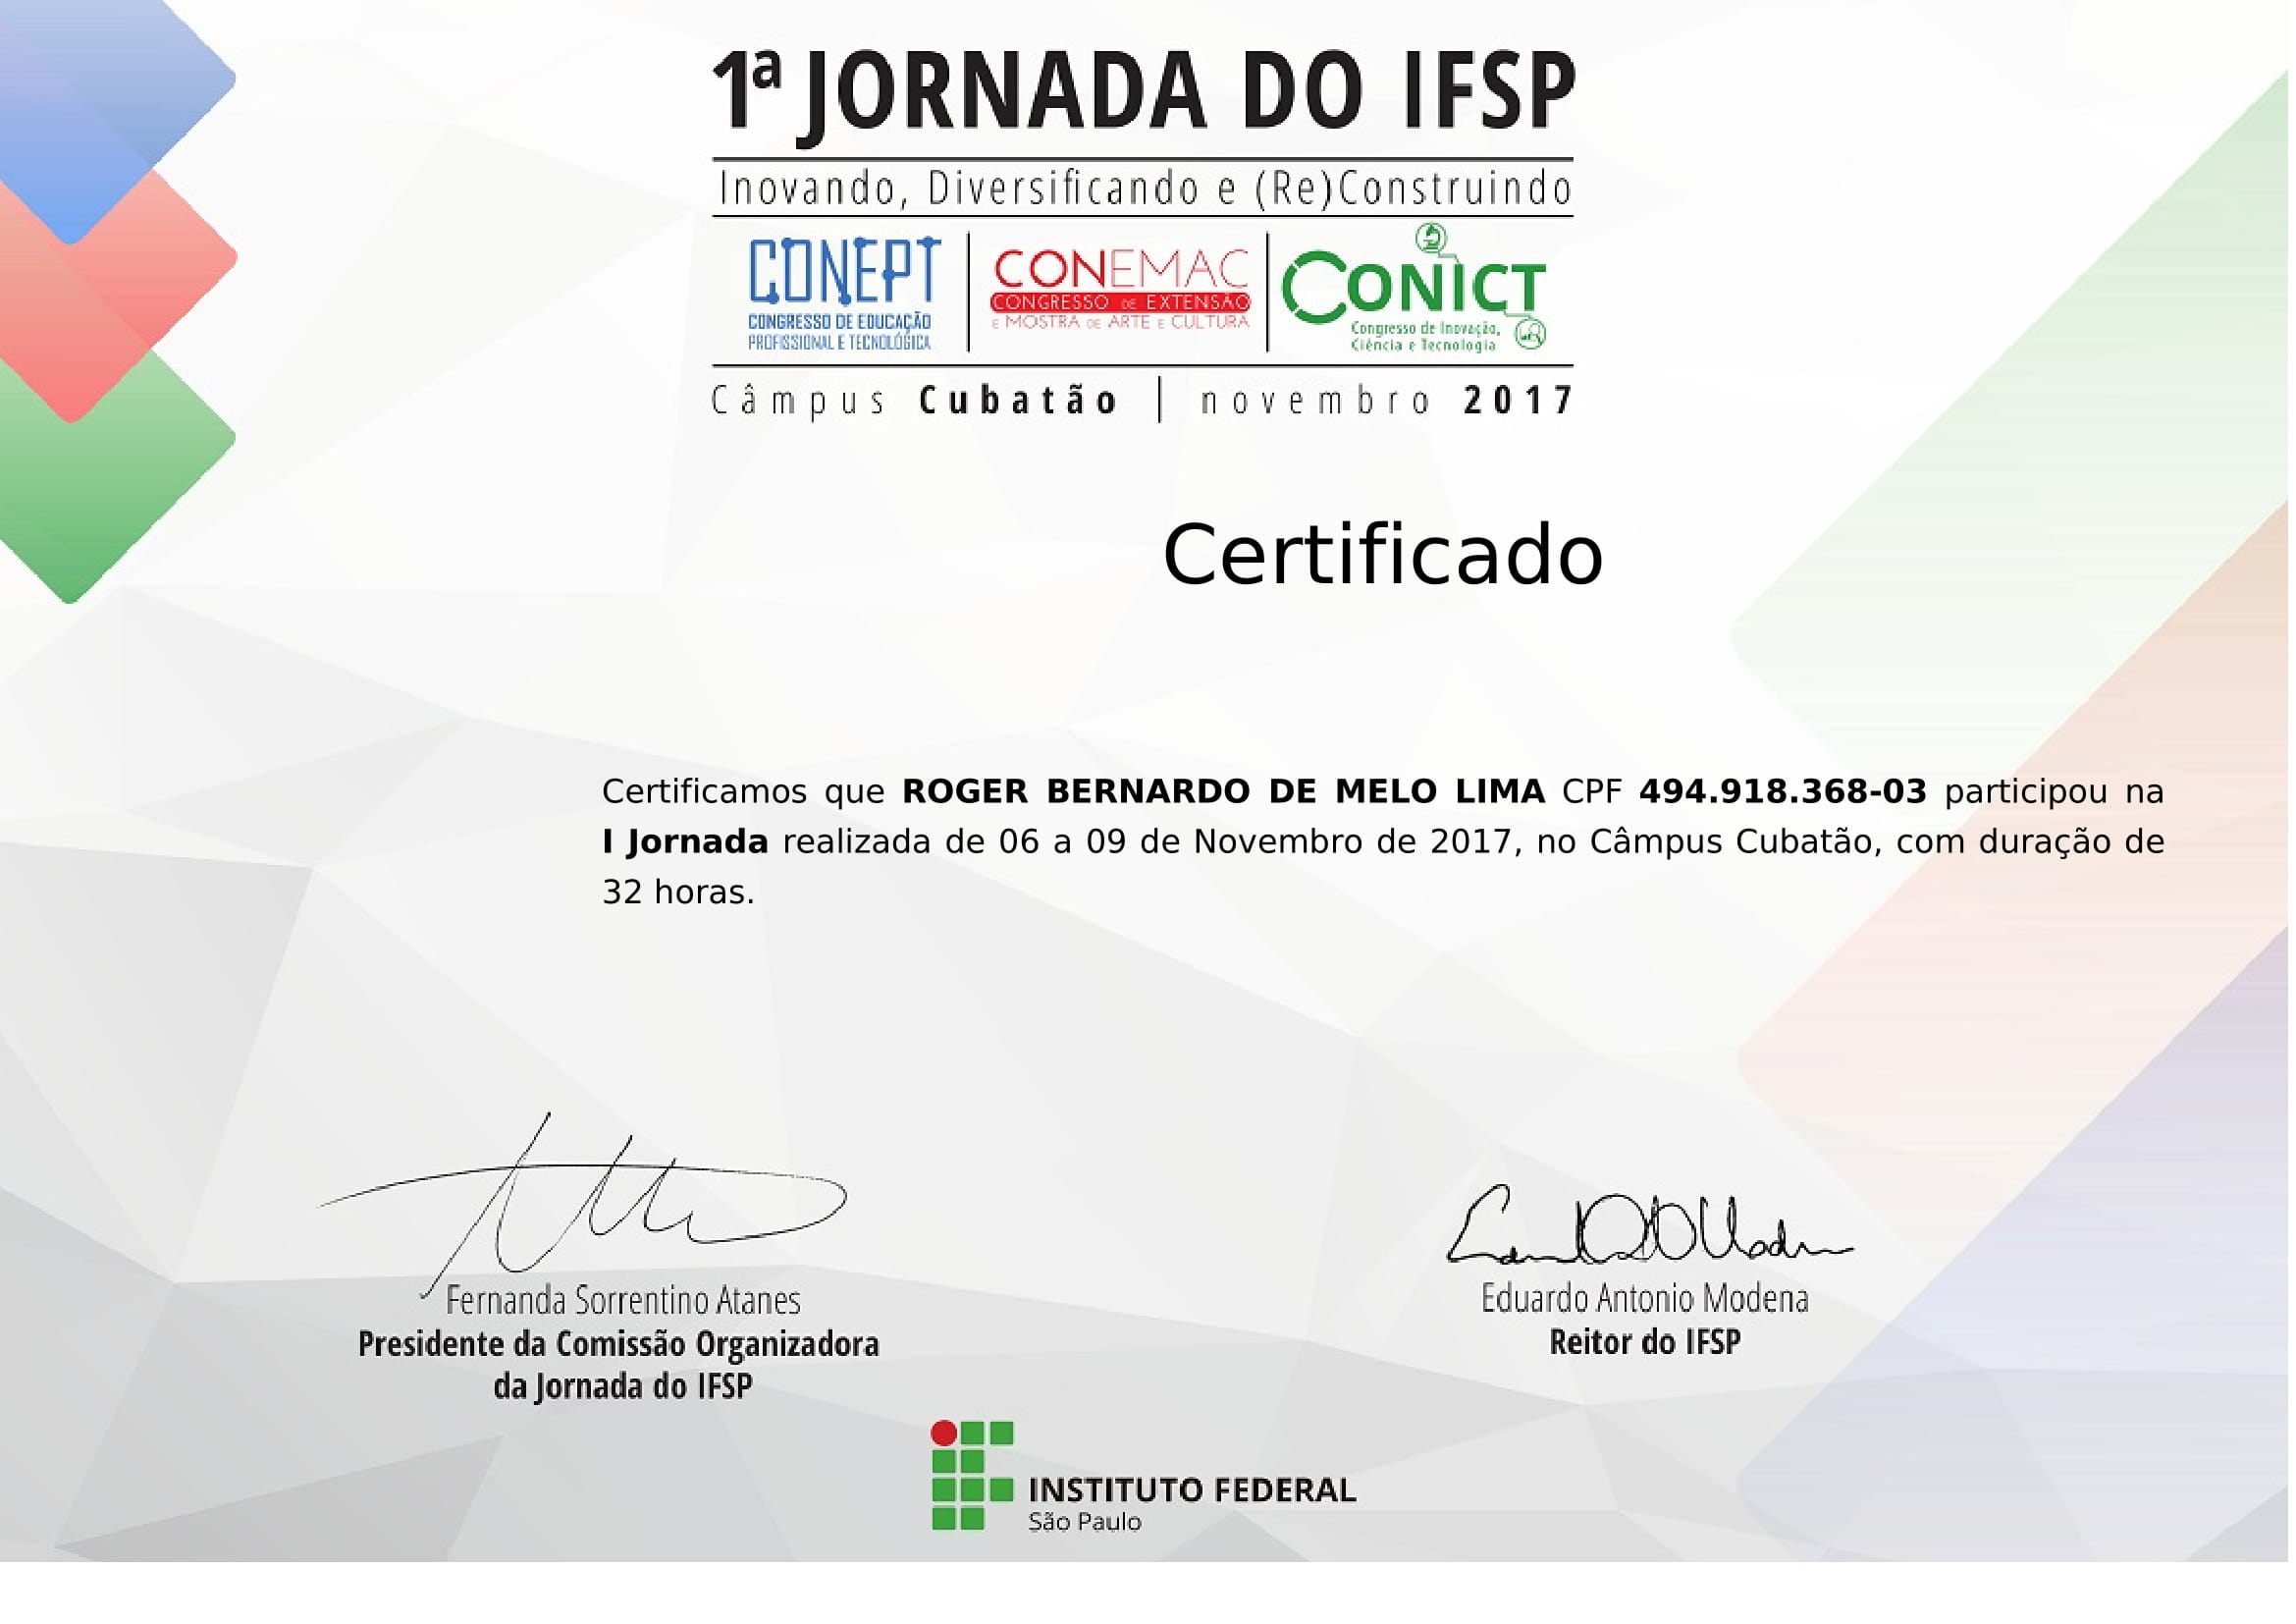 1ª JORNADA DO IFSP
Inovando, Diversificando e (Re)Construindo
CONEPT
CONGRESSO DE EDUCAÇÃO
PROFISSIONAL E TECNOLÓGICA
CONEMAC
CONGRESSO DE EXTENSÃO
E MOSTRA DE ARTE E CULTURA
CONICT
Congresso de Inovação,
Ciência e Tecnologia
Câmpus Cubatão | novembro 2017
Certificado
Certificamos que ROGER BERNARDO DE MELO LIMA CPF 494.918.368-03 participou na
I Jornada realizada de 06 a 09 de Novembro de 2017, no Câmpus Cubatão, com duração de
32 horas.
Fernanda Sorrentino Atanes
Presidente da Comissão Organizadora
da Jornada do IFSP
Eduardo Antonio Modena
Reitor do IFSP
INSTITUTO FEDERAL
São Paulo